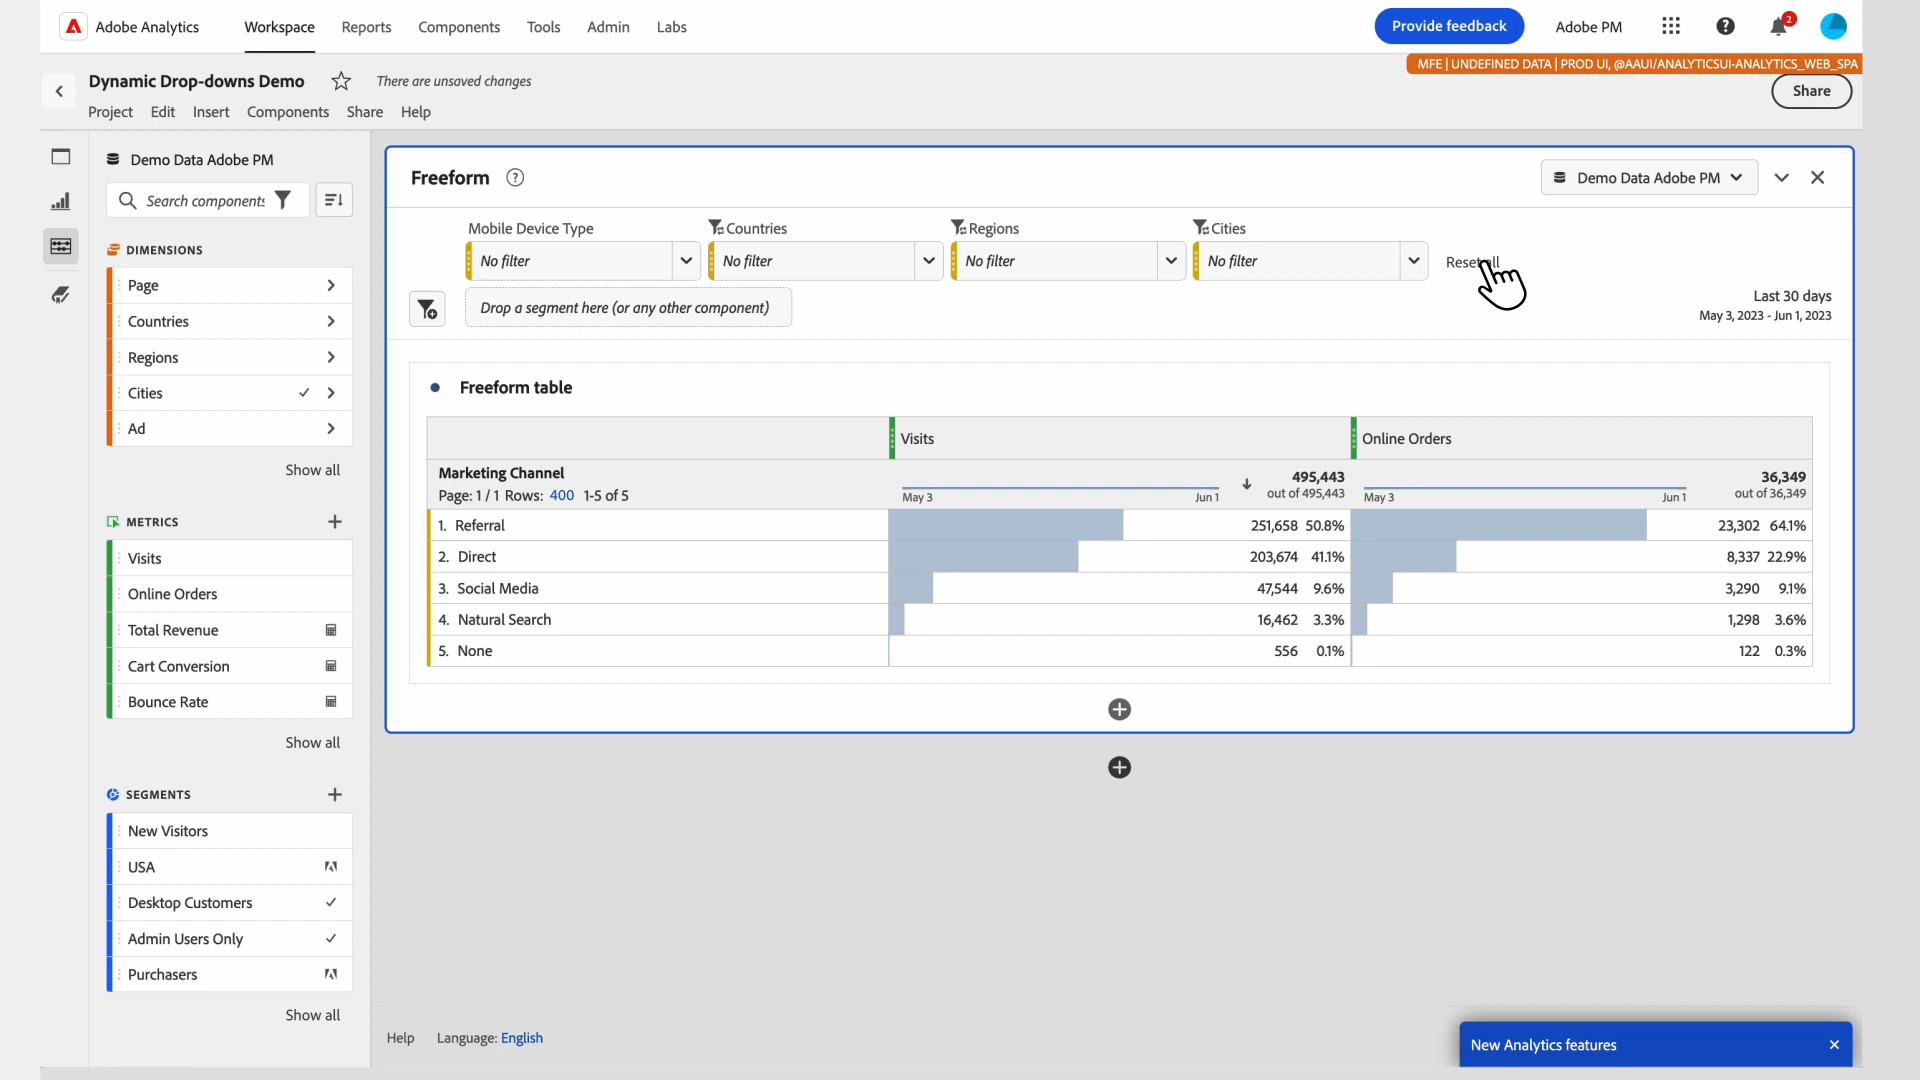 Adobe Analytics Workspace Reports Components Tools Admin Labs Provide feedback Adobe PM 2
MFE | UNDEFINED DATA | PROD UI, @AAUI/ANALYTICSUI-ANALYTICS_WEB_SPA
Dynamic Drop-downs Demo There are unsaved changes
Share
Project Edit Insert Components Share Help
Demo Data Adobe PM
Search components
DIMENSIONS
Page
Countries
Regions
Cities
Ad
Show all
METRICS
Visits
Online Orders
Total Revenue
Cart Conversion
Bounce Rate
Show all
SEGMENTS
New Visitors
USA
Desktop Customers
Admin Users Only
Purchasers
Show all
Freeform
Demo Data Adobe PM
Mobile Device Type Countries Regions Cities
No filter No filter No filter No filter Reset all
Drop a segment here (or any other component)
Last 30 days
May 3, 2023 - Jun 1, 2023
Freeform table
Visits Online Orders
Marketing Channel 495,443 36,349
Page: 1 / 1 Rows: 400 1-5 of 5 May 3 Jun 1 out of 495,443 May 3 Jun 1 out of 36,349
1. Referral 251,658 50.8% 23,302 64.1%
2. Direct 203,674 41.1% 8,337 22.9%
3. Social Media 47,544 9.6% 3,290 9.1%
4. Natural Search 16,462 3.3% 1,298 3.6%
5. None 556 0.1% 122 0.3%
Help Language: English
New Analytics features